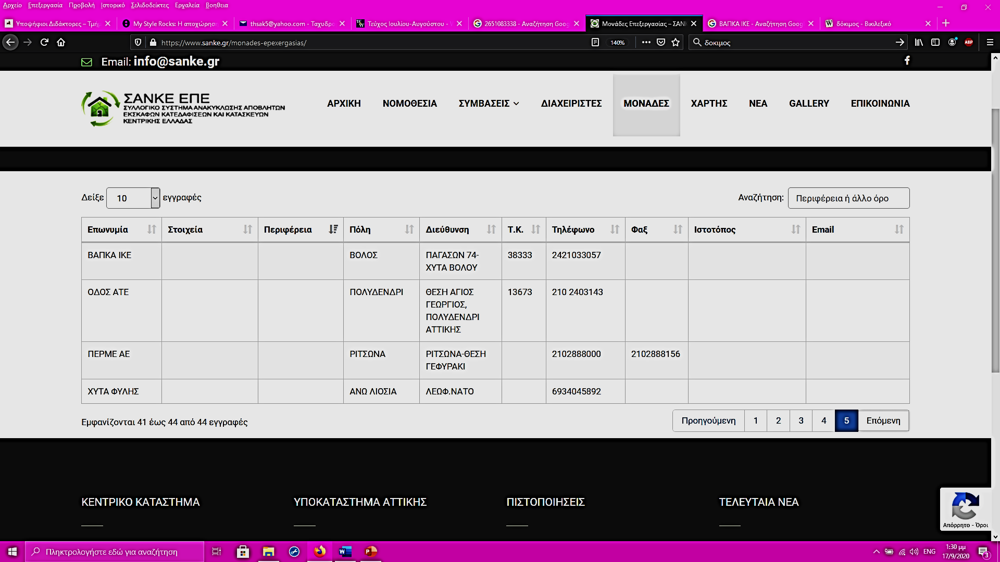 Αρχείο Επεξεργασία Προβολή Ιστορικό Σελιδοδείκτες Εργαλεία Βοήθεια
Υποψήφιοι Διδάκτορες – Τμήμ
My Style Rocks: Η αποχώρηση
thsak5@yahoo.com - Ταχυδρο
Τεύχος Ιουλίου-Αυγούστου -
2651083338 - Αναζήτηση Goog
Μονάδες Επεξεργασίας – ΣΑΝΚ
ΒΑΠΚΑ ΙΚΕ - Αναζήτηση Googl
δόκιμος - Βικιλεξικό
https://www.sanke.gr/monades-epexergasias/
140%
δοκιμος
ABP
Email: info@sanke.gr
ΣΑΝΚΕ ΕΠΕ
ΣΥΛΛΟΓΙΚΟ ΣΥΣΤΗΜΑ ΑΝΑΚΥΚΛΩΣΗΣ ΑΠΟΒΛΗΤΩΝ
ΕΚΣΚΑΦΩΝ ΚΑΤΕΔΑΦΙΣΕΩΝ ΚΑΙ ΚΑΤΑΣΚΕΥΩΝ
ΚΕΝΤΡΙΚΗΣ ΕΛΛΑΔΑΣ
ΑΡΧΙΚΗ ΝΟΜΟΘΕΣΙΑ ΣΥΜΒΑΣΕΙΣ ΔΙΑΧΕΙΡΙΣΤΕΣ ΜΟΝΑΔΕΣ ΧΑΡΤΗΣ ΝΕΑ GALLERY ΕΠΙΚΟΙΝΩΝΙΑ
Δείξε 10 εγγραφές
Αναζήτηση: Περιφέρεια ή άλλο όρο
Επωνυμία Στοιχεία Περιφέρεια Πόλη Διεύθυνση Τ.Κ. Τηλέφωνο Φαξ Ιστοτόπος Email
ΒΑΠΚΑ ΙΚΕ ΒΟΛΟΣ ΠΑΓΑΣΩΝ 74- 38333 2421033057
ΧΥΤΑ ΒΟΛΟΥ
ΟΔΟΣ ΑΤΕ ΠΟΛΥΔΕΝΔΡΙ ΘΕΣΗ ΑΓΙΟΣ 13673 210 2403143
ΓΕΩΡΓΙΟΣ,
ΠΟΛΥΔΕΝΔΡΙ
ΑΤΤΙΚΗΣ
ΠΕΡΜΕ ΑΕ ΡΙΤΣΩΝΑ ΡΙΤΣΩΝΑ-ΘΕΣΗ 2102888000 2102888156
ΓΕΦΥΡΑΚΙ
ΧΥΤΑ ΦΥΛΗΣ ΑΝΩ ΛΙΟΣΙΑ ΛΕΩΦ.ΝΑΤΟ 6934045892
Εμφανίζονται 41 έως 44 από 44 εγγραφές
Προηγούμενη 1 2 3 4 5 Επόμενη
ΚΕΝΤΡΙΚΟ ΚΑΤΑΣΤΗΜΑ
ΥΠΟΚΑΤΑΣΤΗΜΑ ΑΤΤΙΚΗΣ
ΠΙΣΤΟΠΟΙΗΣΕΙΣ
ΤΕΛΕΥΤΑΙΑ ΝΕΑ
Απόρρητο - Όροι
Πληκτρολογήστε εδώ για αναζήτηση
ENG
1:30 μμ
17/9/2020
3